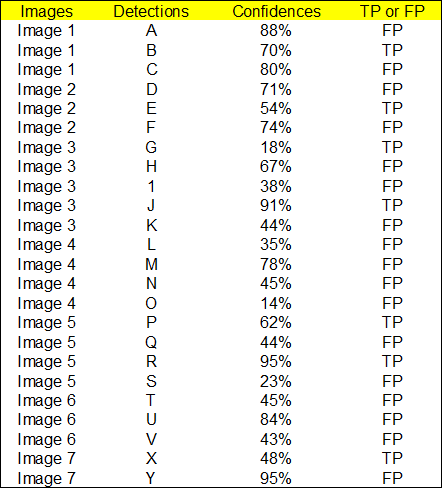 Images Detections Confidences TP or FP
Image 1 A 88% FP
Image 1 B 70% TP
Image 1 C 80% FP
Image 2 D 71% FP
Image 2 E 54% TP
Image 2 F 74% FP
Image 3 G 18% TP
Image 3 H 67% FP
Image 3 1 38% FP
Image 3 J 91% TP
Image 3 K 44% FP
Image 4 L 35% FP
Image 4 M 78% FP
Image 4 N 45% FP
Image 4 O 14% FP
Image 5 P 62% TP
Image 5 Q 44% FP
Image 5 R 95% TP
Image 5 S 23% FP
Image 6 T 45% FP
Image 6 U 84% FP
Image 6 V 43% FP
Image 7 X 48% TP
Image 7 Y 95% FP